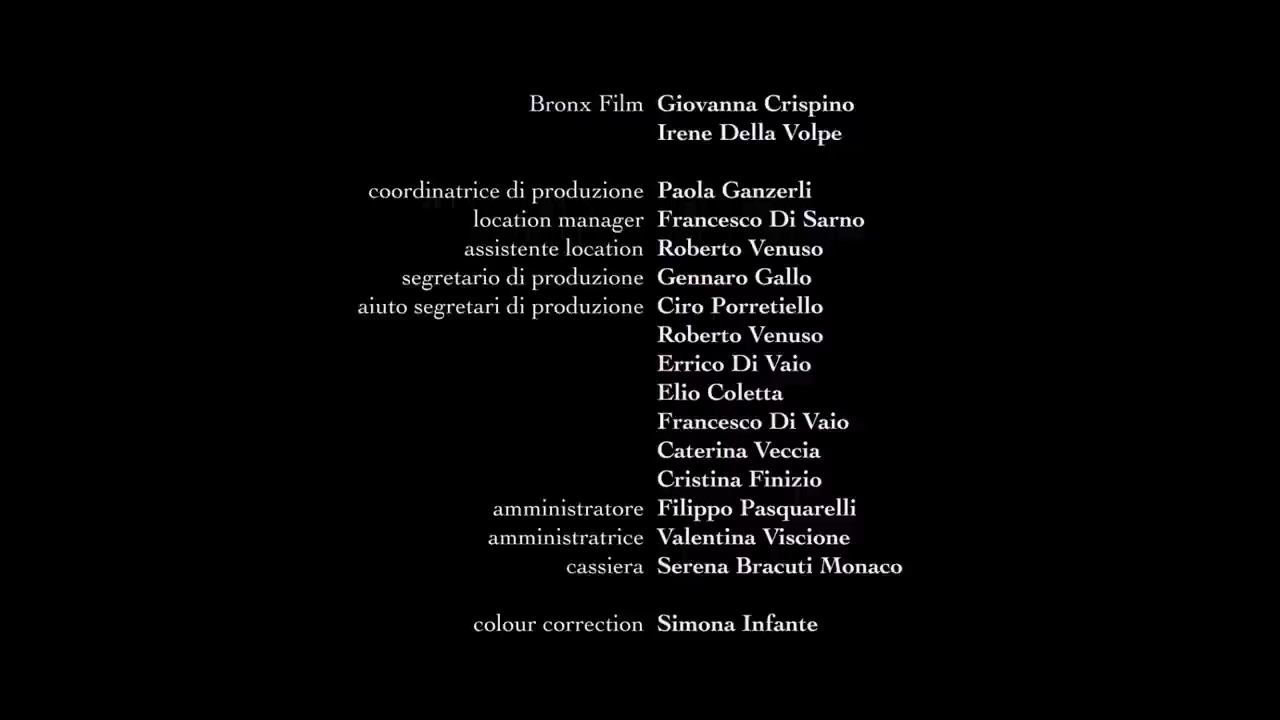 Bronx Film Giovanna Crispino
Irene Della Volpe
coordinatrice di produzione Paola Ganzerli
location manager Francesco Di Sarno
assistente location Roberto Venuso
segretario di produzione Gennaro Gallo
aiuto segretari di produzione Ciro Porretiello
Roberto Venuso
Errico Di Vaio
Elio Coletta
Francesco Di Vaio
Caterina Veccia
Cristina Finizio
amministratore Filippo Pasquarelli
amministratrice Valentina Viscione
cassiera Serena Bracuti Monaco
colour correction Simona Infante